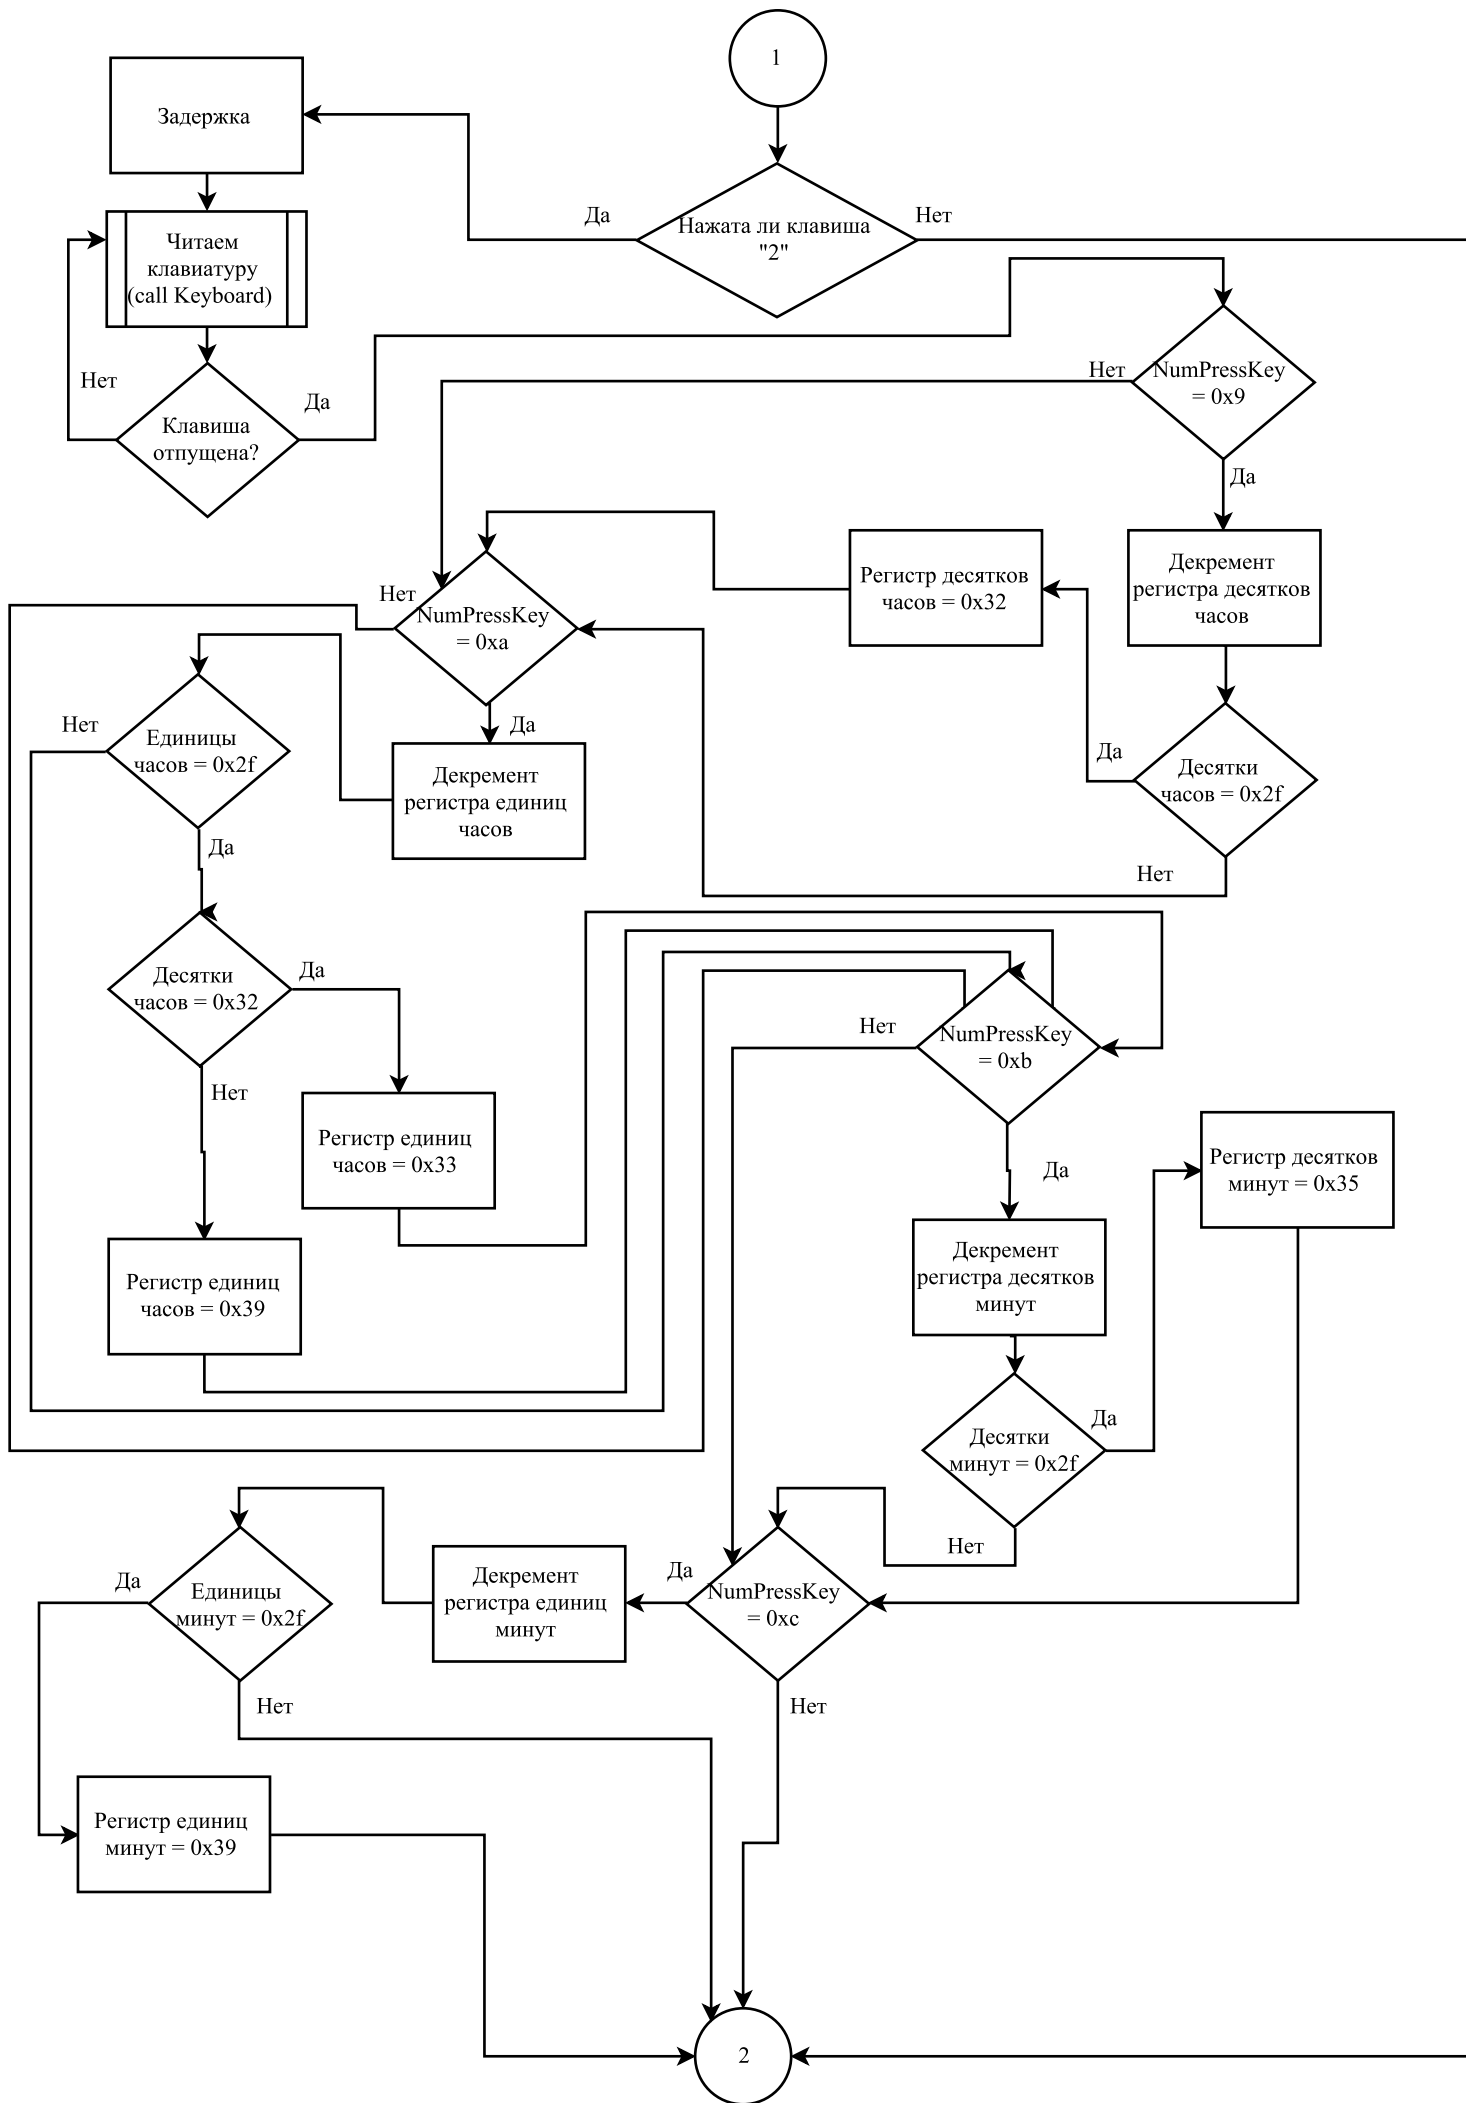 1
Задержка
Да
Нет
Нажата ли клавиша
"2"
Читаем
клавиатуру
(call Keyboard)
Нет
Да
Клавиша
отпущена?
Нет
NumPressKey
= 0x9
Да
Регистр десятков
часов = 0x32
Декремент
регистра десятков
часов
Нет
NumPressKey
= 0xa
Да
Нет
Единицы
часов = 0x2f
Декремент
регистра единиц
часов
Да
Десятки
часов = 0x2f
Нет
Да
Десятки
часов = 0x32
Да
Нет
Нет
NumPressKey
= 0xb
Да
Регистр единиц
часов = 0x33
Регистр десятков
минут = 0x35
Регистр единиц
часов = 0x39
Декремент
регистра десятков
минут
Да
Десятки
минут = 0x2f
Нет
Да
Единицы
минут = 0x2f
Нет
Декремент
регистра единиц
минут
Да
NumPressKey
= 0xc
Нет
Регистр единиц
минут = 0x39
2